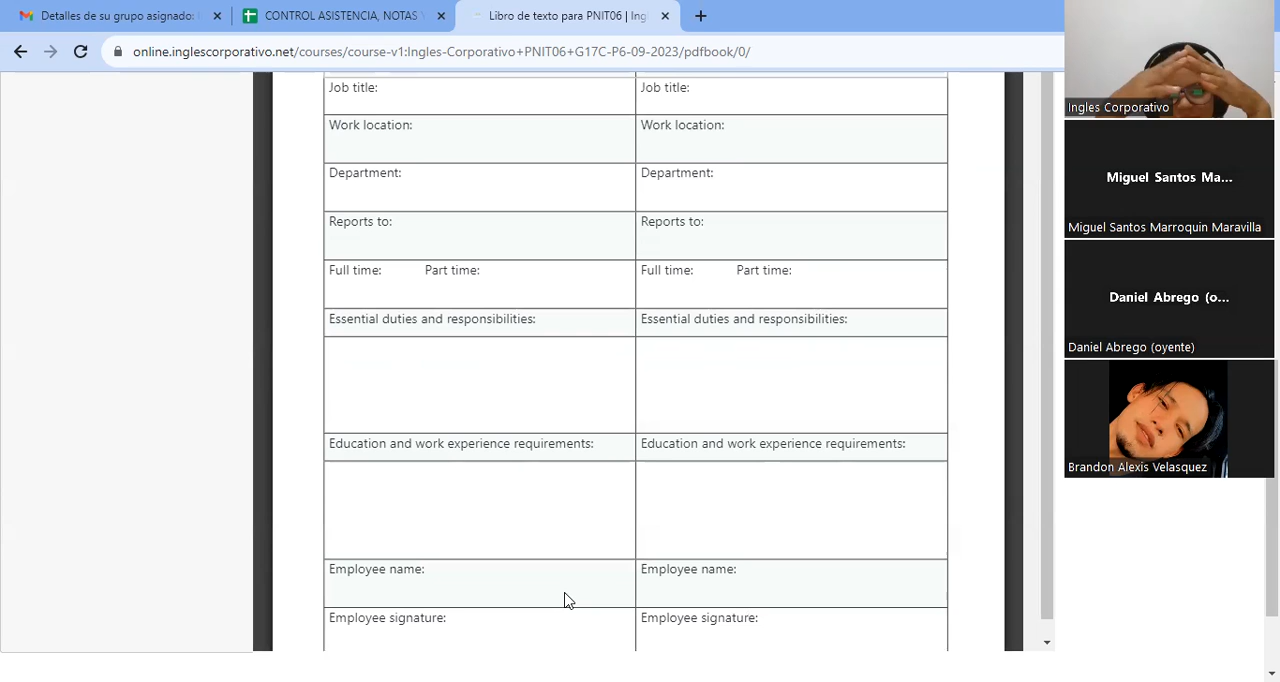 Detalles de su grupo asignado:
CONTROL ASISTENCIA, NOTAS Y
Libro de texto para PNIT06 | Ingl
online.inglescorporativo.net/courses/course-v1:Ingles-Corporativo+PNIT06+G17C-P6-09-2023/pdfbook/0/
Job title: Job title:
Work location: Work location:
Department: Department:
Reports to: Reports to:
Full time: Part time: Full time: Part time:
Essential duties and responsibilities: Essential duties and responsibilities:
Education and work experience requirements: Education and work experience requirements:
Employee name: Employee name:
Employee signature: Employee signature:
Ingles Corporativo
Miguel Santos Ma...
Miguel Santos Marroquin Maravilla
Daniel Abrego (o...
Daniel Abrego (oyente)
Brandon Alexis Velasquez